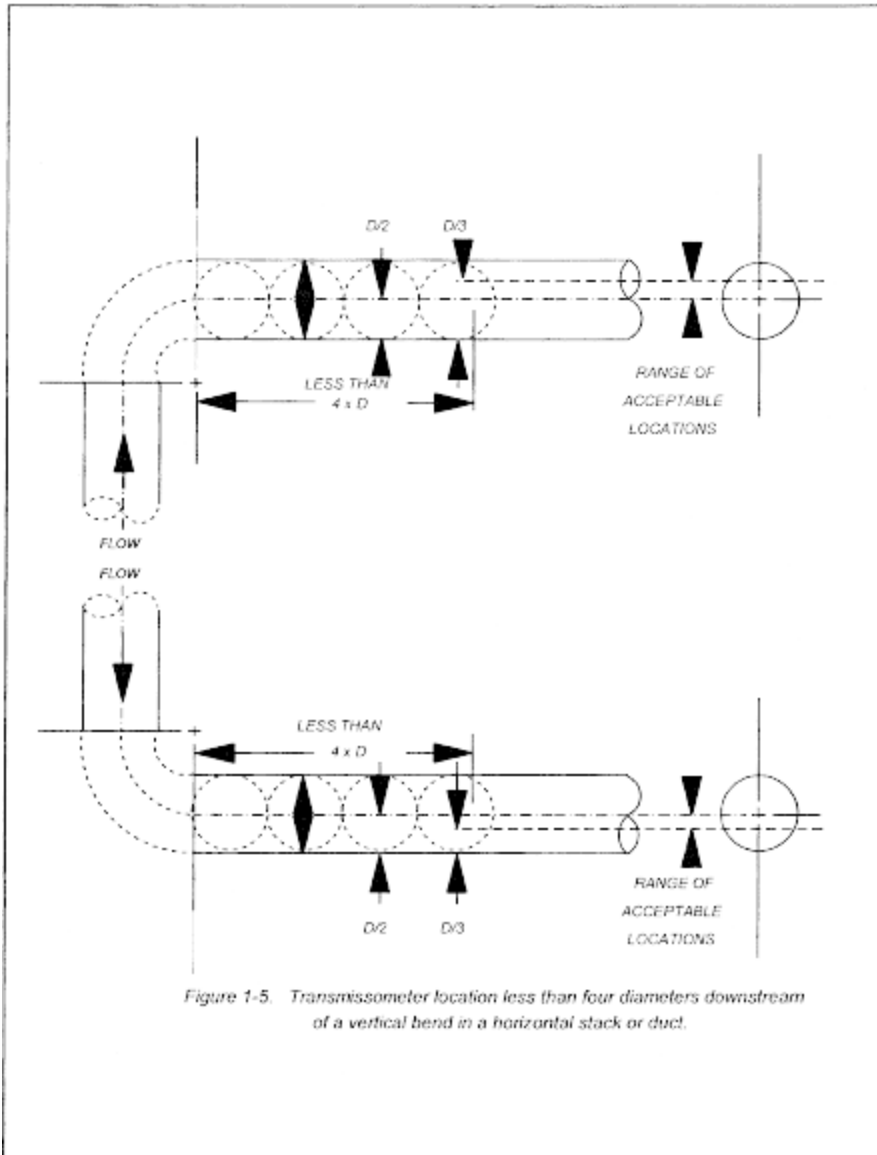 D/2 D/3
LESS THAN
4 x D
RANGE OF
ACCEPTABLE
LOCATIONS
FLOW
FLOW
LESS THAN
4 x D
RANGE OF
ACCEPTABLE
LOCATIONS
D/2 D/3
Figure 1-5. Transmissometer location less than four diameters downstream
of a vertical bend in a horizontal stack or duct.